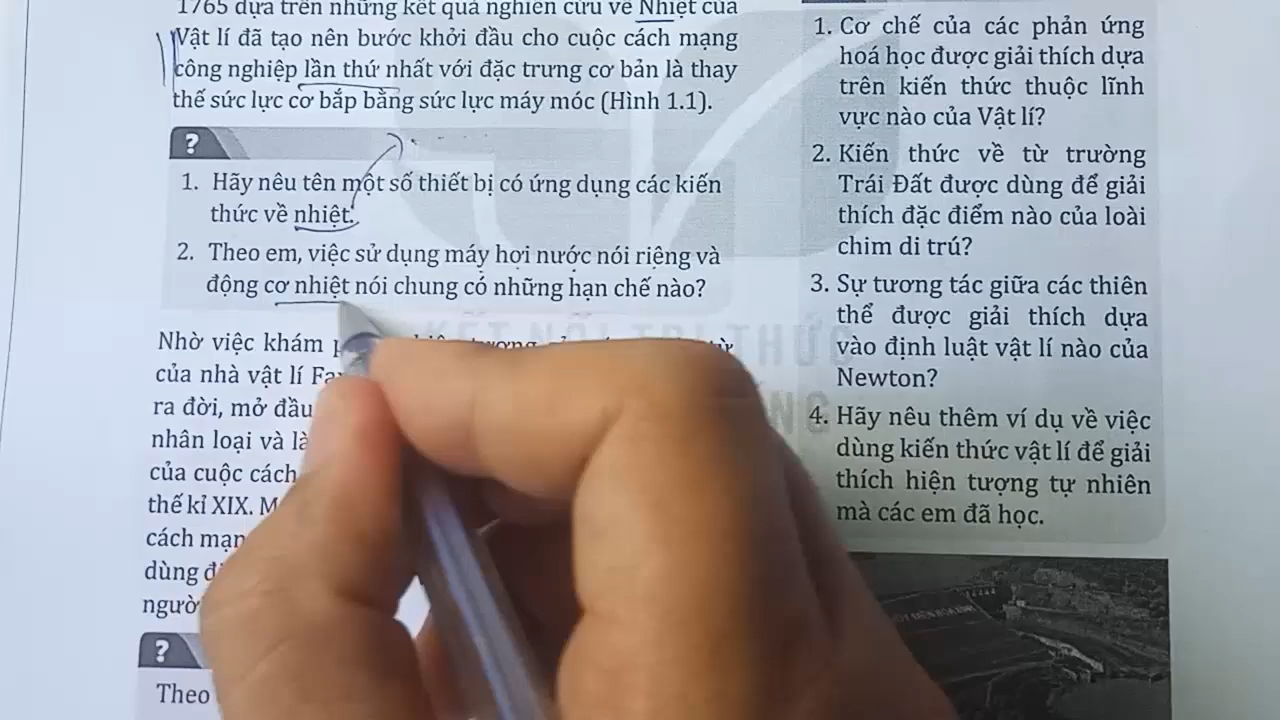 1765 dựa trên những kết quả nghiên cứu về Nhiệt của
Vật lí đã tạo nên bước khởi đầu cho cuộc cách mạng
công nghiệp lần thứ nhất với đặc trưng cơ bản là thay
thế sức lực cơ bắp bằng sức lực máy móc (Hình 1.1).
?
1. Hãy nêu tên một số thiết bị có ứng dụng các kiến
thức về nhiệt.
2. Theo em, việc sử dụng máy hơi nước nói riêng và
động cơ nhiệt nói chung có những hạn chế nào?
Nhờ việc khám
của nhà vật lí
ra đời, mở đầu
nhân loại và là
của cuộc cách
thế kỉ XIX.
cách
dùng
?
Theo
1. Cơ chế của các phản ứng
hoá học được giải thích dựa
trên kiến thức thuộc lĩnh
vực nào của Vật lí?
2. Kiến thức về từ trường
Trái Đất được dùng để giải
thích đặc điểm nào của loài
chim di trú?
3. Sự tương tác giữa các thiên
thể được giải thích dựa
vào định luật vật lí nào của
Newton?
4. Hãy nêu thêm ví dụ về việc
dùng kiến thức vật lí để giải
thích hiện tượng tự nhiên
mà các em đã học.
KẾT NỐI TRI THỨC